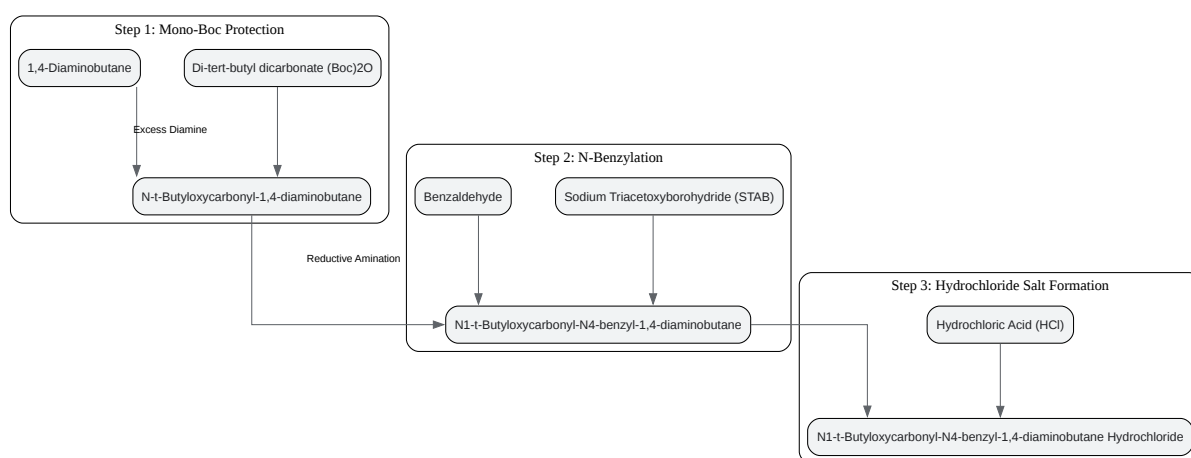 Step 1: Mono-Boc Protection
1,4-Diaminobutane
Di-tert-butyl dicarbonate (Boc)2O
Excess Diamine
N-t-Butyloxycarbonyl-1,4-diaminobutane
Step 2: N-Benzylation
Benzaldehyde
Sodium Triacetoxyborohydride (STAB)
Reductive Amination
N1-t-Butyloxycarbonyl-N4-benzyl-1,4-diaminobutane
Step 3: Hydrochloride Salt Formation
Hydrochloric Acid (HCl)
N1-t-Butyloxycarbonyl-N4-benzyl-1,4-diaminobutane Hydrochloride